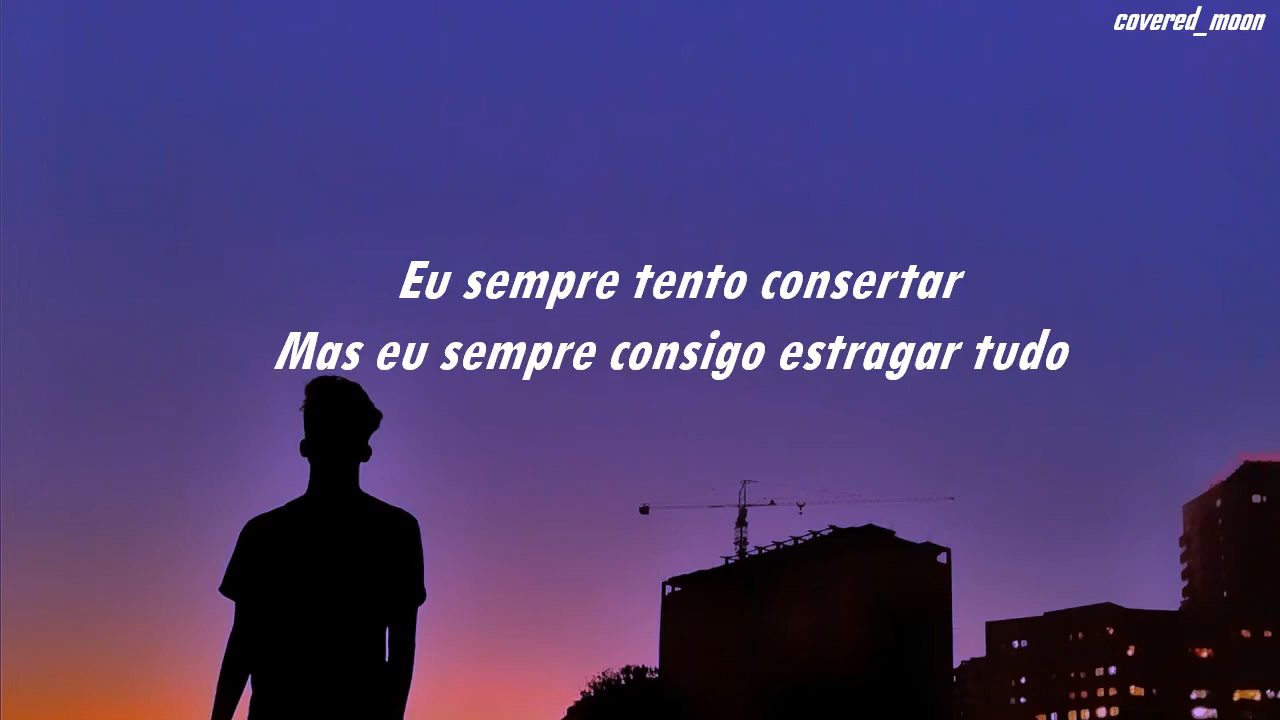 covered_moon
Eu sempre tento consertar
Mas eu sempre consigo estragar tudo